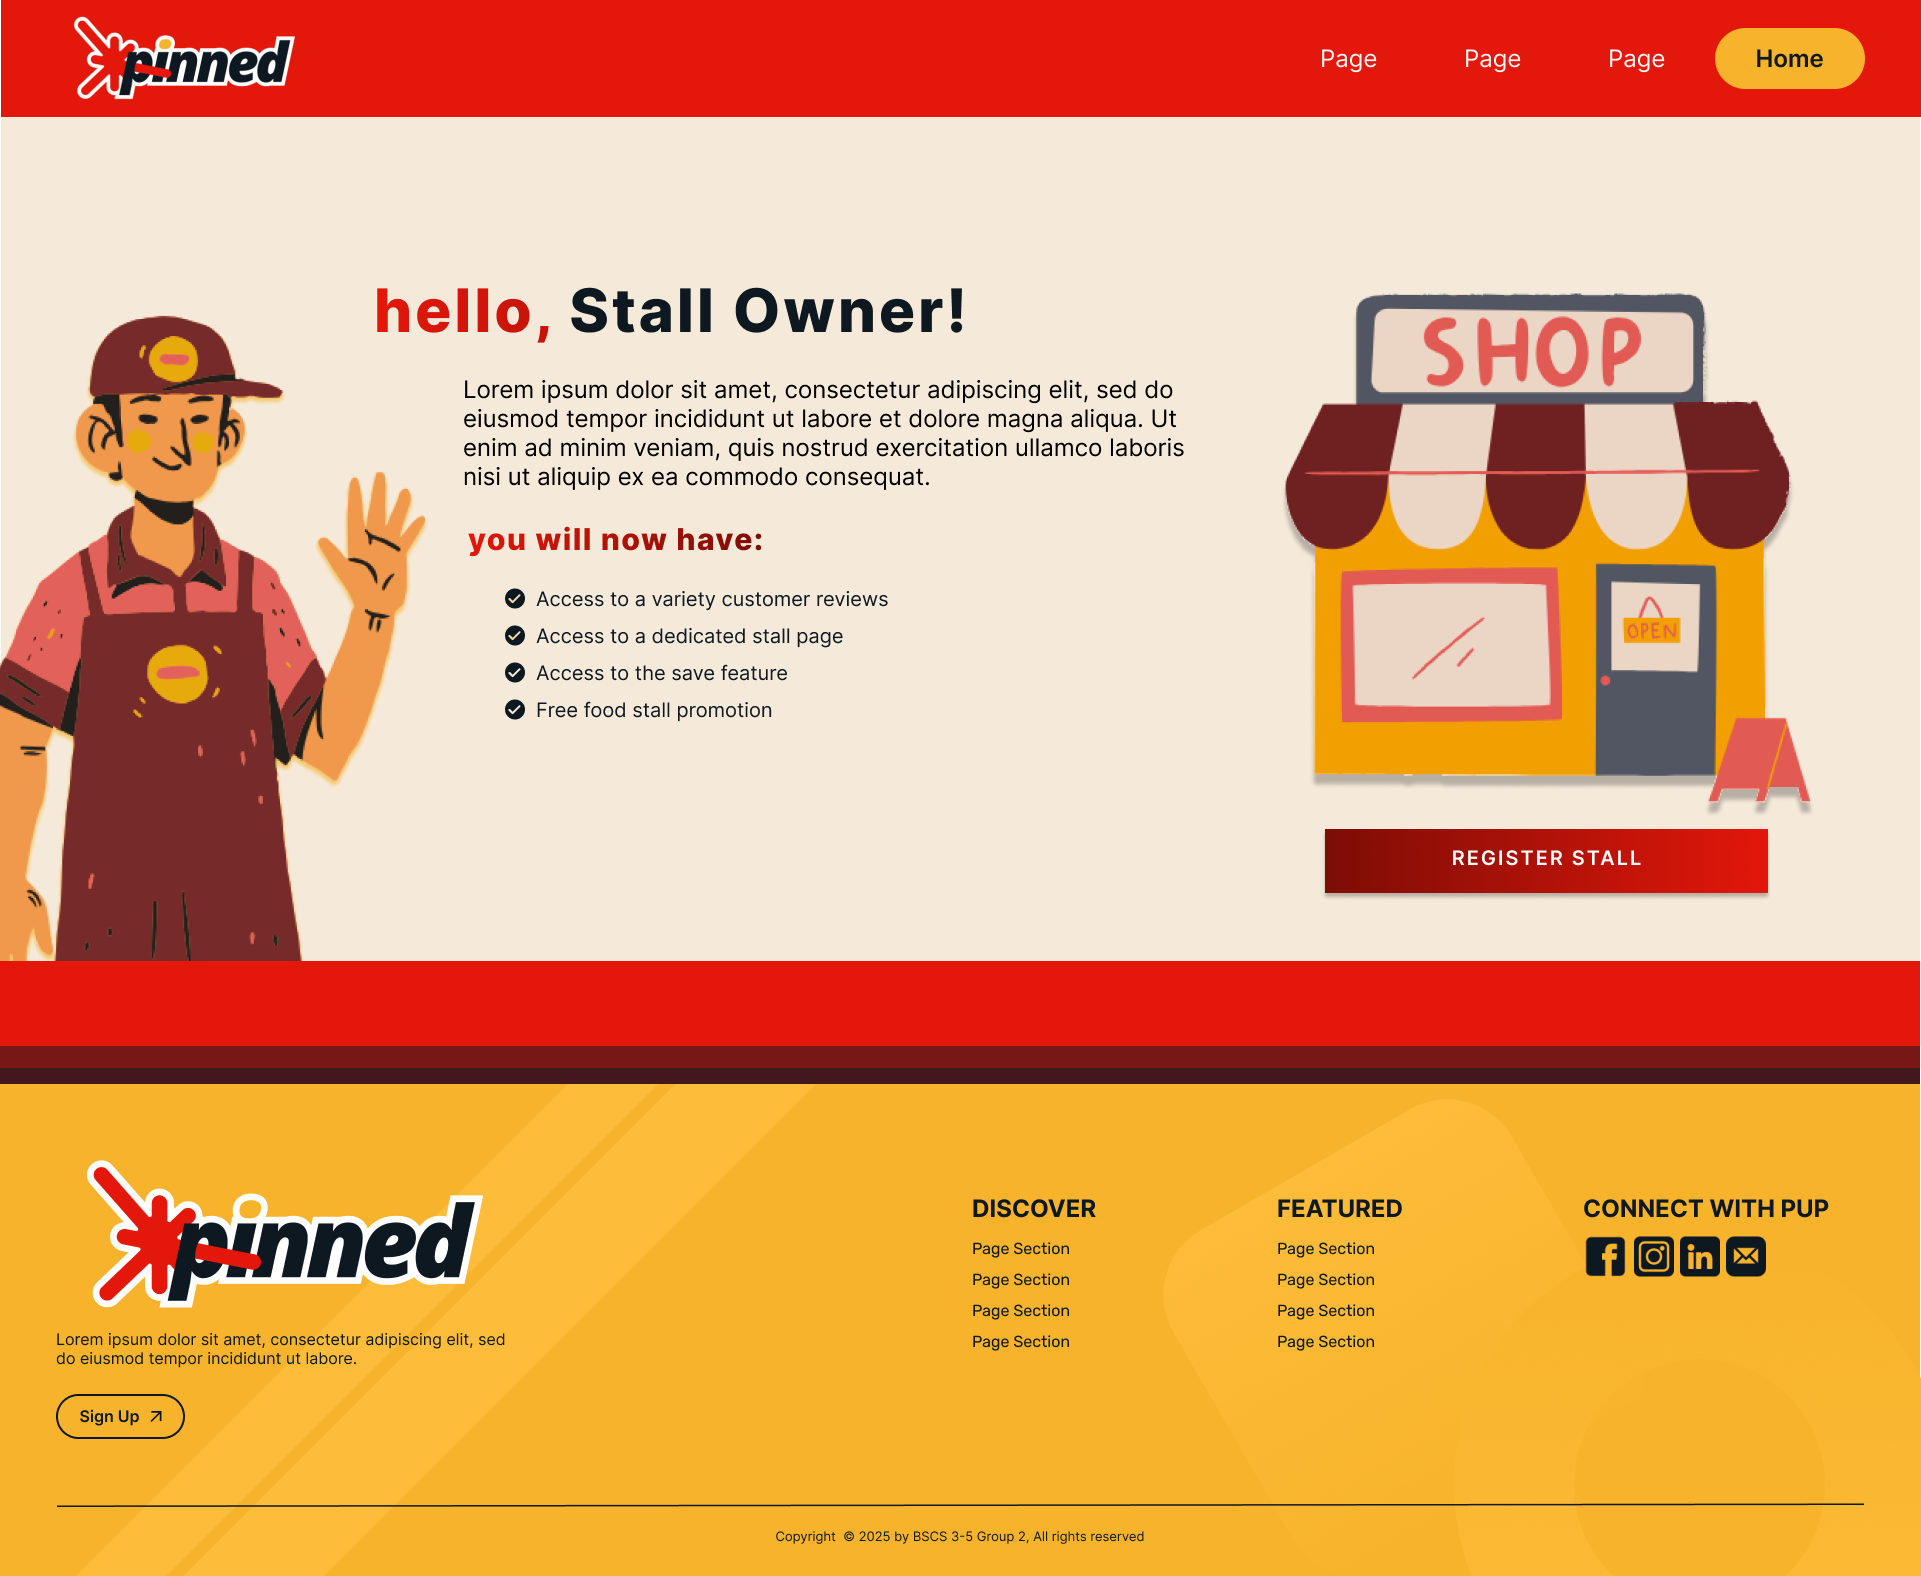 pinned
Page
Page
Page
Home
hello, Stall Owner!
Lorem ipsum dolor sit amet, consectetur adipiscing elit, sed do
eiusmod tempor incididunt ut labore et dolore magna aliqua. Ut
enim ad minim veniam, quis nostrud exercitation ullamco laboris
nisi ut aliquip ex ea commodo consequat.
you will now have:
Access to a variety customer reviews
Access to a dedicated stall page
Access to the save feature
Free food stall promotion
SHOP
OPEN
REGISTER STALL
pinned
Lorem ipsum dolor sit amet, consectetur adipiscing elit, sed
do eiusmod tempor incididunt ut labore.
Sign Up
DISCOVER
Page Section
Page Section
Page Section
Page Section
FEATURED
Page Section
Page Section
Page Section
Page Section
CONNECT WITH PUP
Copyright © 2025 by BSCS 3-5 Group 2, All rights reserved